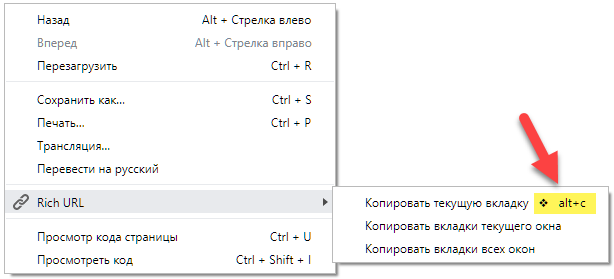 Назад Alt + Стрелка влево
Вперед Alt + Стрелка вправо
Перезагрузить Ctrl + R
Сохранить как... Ctrl + S
Печать... Ctrl + P
Трансляция...
Перевести на русский
Rich URL
Копировать текущую вкладку ❖ alt+c
Копировать вкладки текущего окна
Копировать вкладки всех окон
Просмотр кода страницы Ctrl + U
Просмотреть код Ctrl + Shift + I